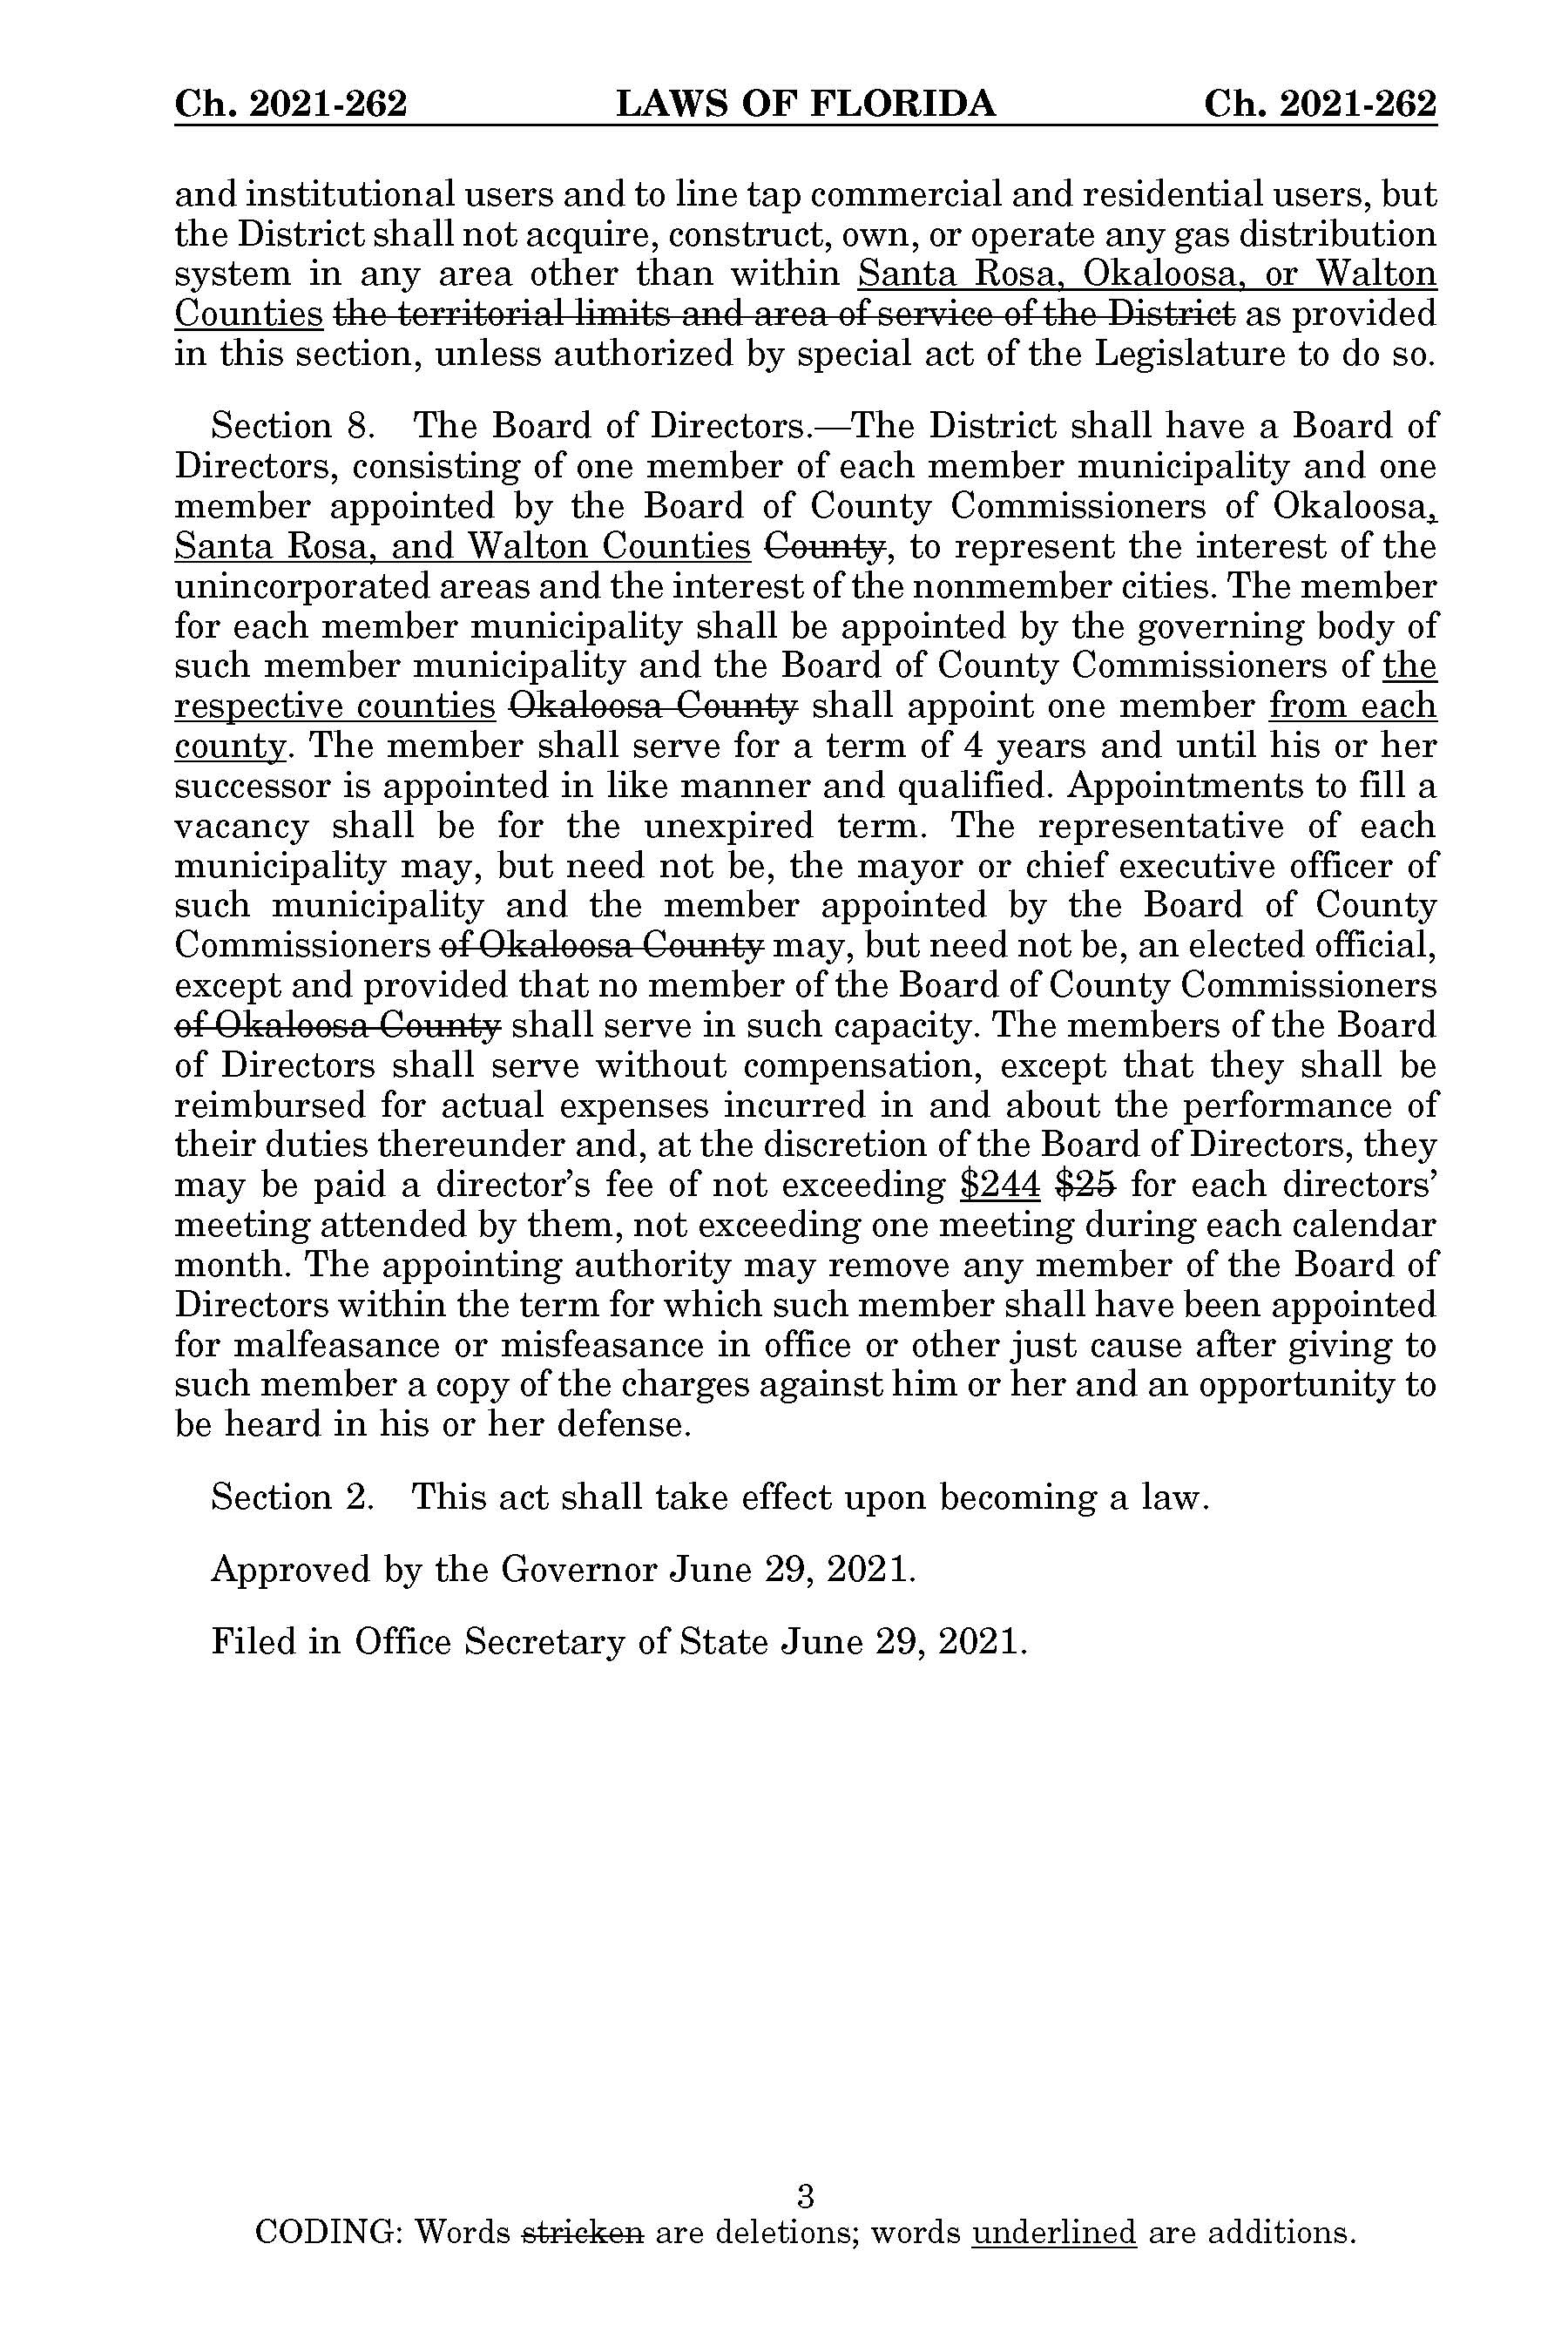 Ch. 2021-262 LAWS OF FLORIDA Ch. 2021-262
and institutional users and to line tap commercial and residential users, but
the District shall not acquire, construct, own, or operate any gas distribution
system in any area other than within Santa Rosa, Okaloosa, or Walton
Counties the territorial limits and area of service of the District as provided
in this section, unless authorized by special act of the Legislature to do so.
Section 8. The Board of Directors.—The District shall have a Board of
Directors, consisting of one member of each member municipality and one
member appointed by the Board of County Commissioners of Okaloosa,
Santa Rosa, and Walton Counties County, to represent the interest of the
unincorporated areas and the interest of the nonmember cities. The member
for each member municipality shall be appointed by the governing body of
such member municipality and the Board of County Commissioners of the
respective counties Okaloosa County shall appoint one member from each
county. The member shall serve for a term of 4 years and until his or her
successor is appointed in like manner and qualified. Appointments to fill a
vacancy shall be for the unexpired term. The representative of each
municipality may, but need not be, the mayor or chief executive officer of
such municipality and the member appointed by the Board of County
Commissioners of Okaloosa County may, but need not be, an elected official,
except and provided that no member of the Board of County Commissioners
of Okaloosa County shall serve in such capacity. The members of the Board
of Directors shall serve without compensation, except that they shall be
reimbursed for actual expenses incurred in and about the performance of
their duties thereunder and, at the discretion of the Board of Directors, they
may be paid a director’s fee of not exceeding $244 $25 for each directors’
meeting attended by them, not exceeding one meeting during each calendar
month. The appointing authority may remove any member of the Board of
Directors within the term for which such member shall have been appointed
for malfeasance or misfeasance in office or other just cause after giving to
such member a copy of the charges against him or her and an opportunity to
be heard in his or her defense.
Section 2. This act shall take effect upon becoming a law.
Approved by the Governor June 29, 2021.
Filed in Office Secretary of State June 29, 2021.
3
CODING: Words stricken are deletions; words underlined are additions.